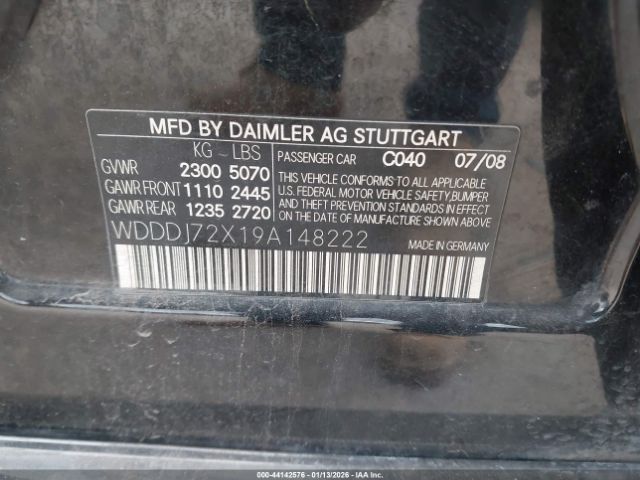 MFD BY DAIMLER AG STUTTGART
KG ~ LBS
GVWR 2300 5070
GAWR FRONT 1110 2445
GAWR REAR 1235 2720
PASSENGER CAR C040 07/08
THIS VEHICLE CONFORMS TO ALL APPLICABLE
U.S. FEDERAL MOTOR VEHICLE SAFETY,BUMPER
AND THEFT PREVENTION STANDARDS IN EFFECT
ON THE DATE OF MANUFACTURE SHOWN ABOVE
WDDDJ72X19A148222 MADE IN GERMANY
000-44142576 - 01/13/2026 - IAAI.COM